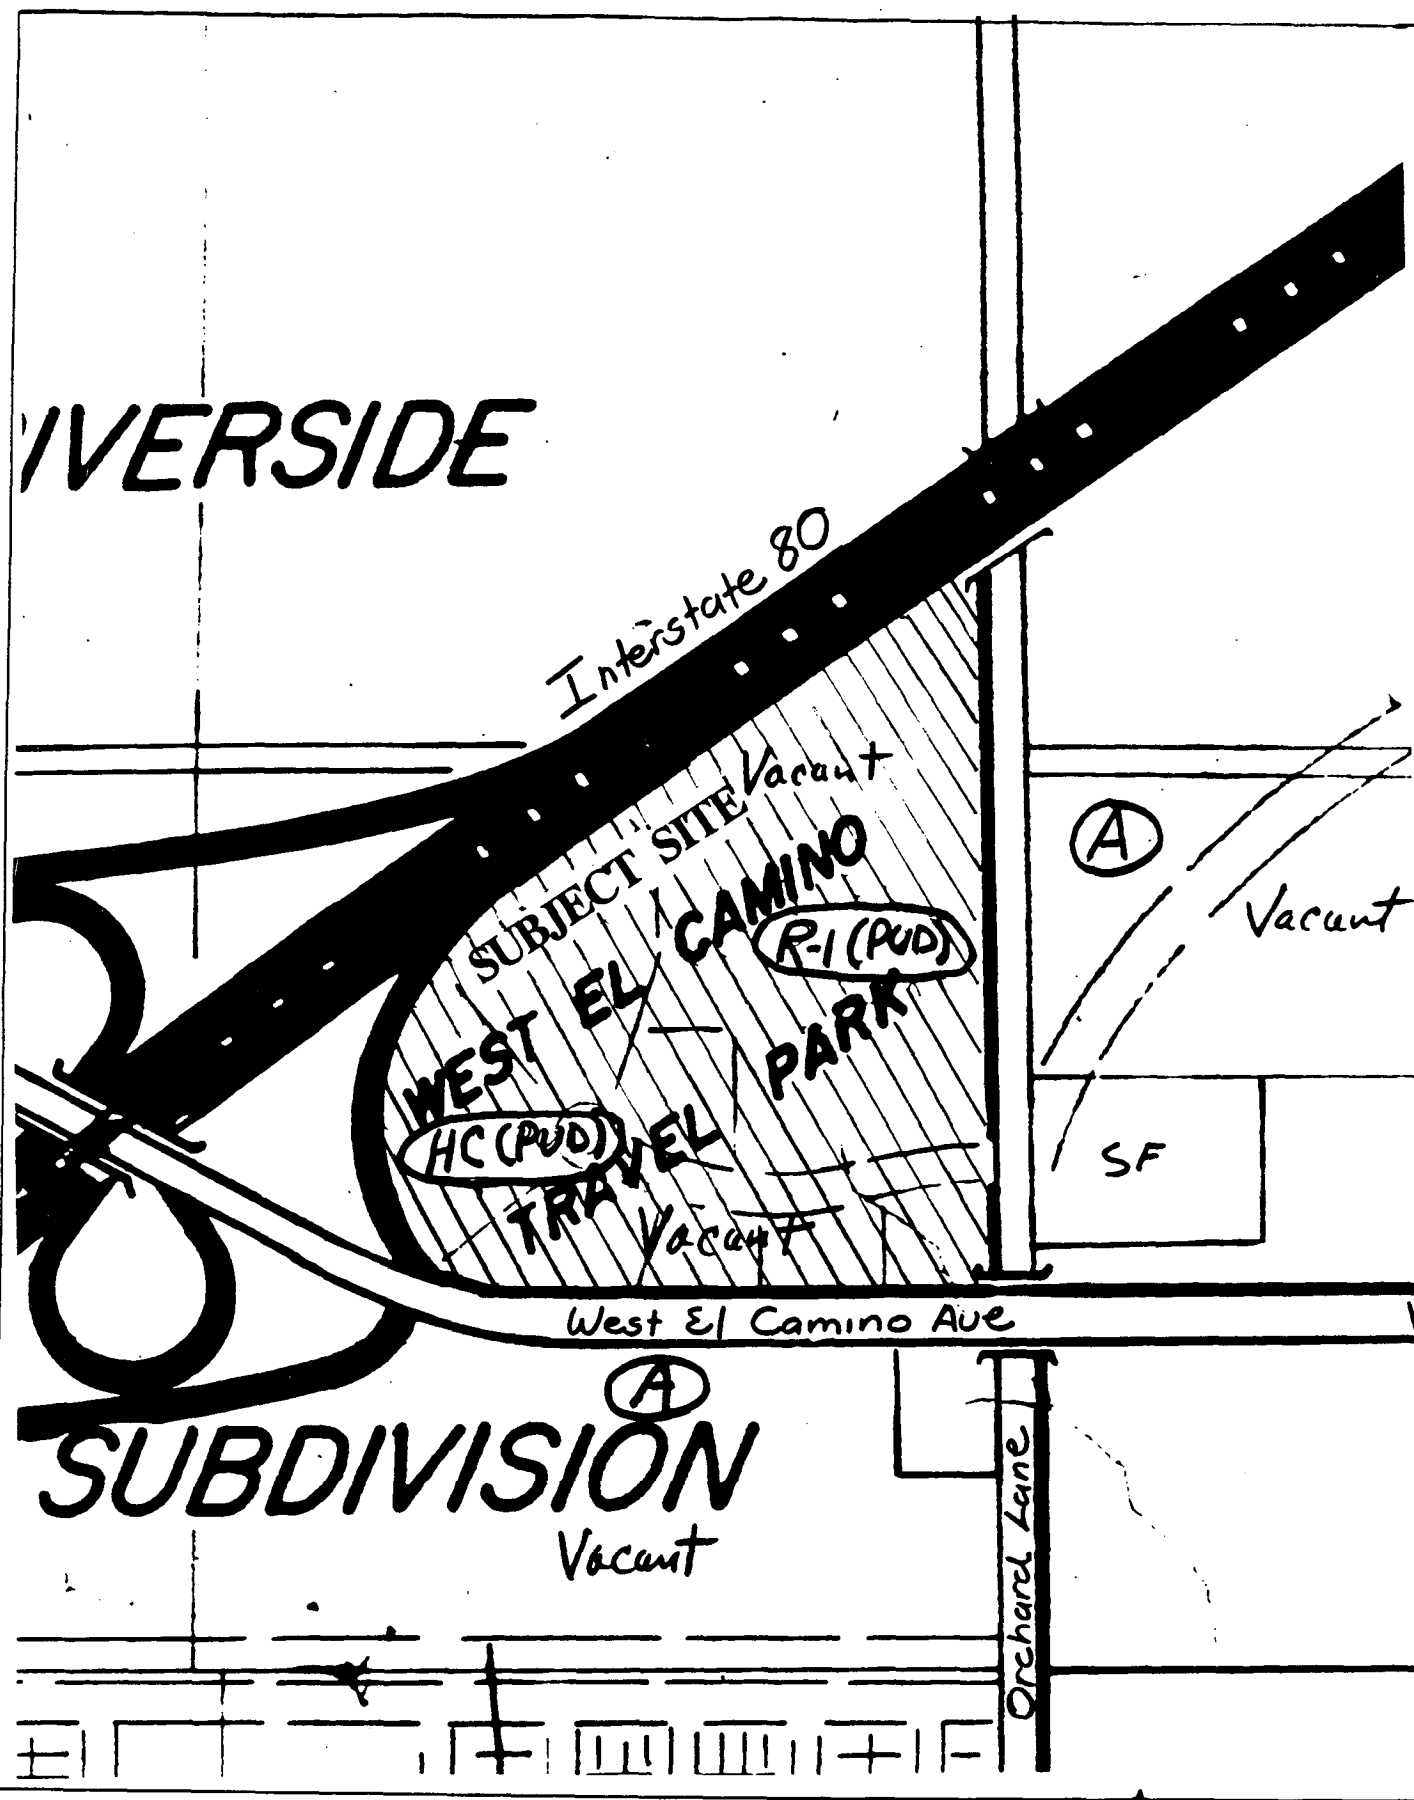 IVERSIDE
Interstate 80
Vacant
SUBJECT SITE
WEST EL CAMINO
R-1 (PUD)
TRAVEL PARK
HC (PUD)
Vacant
A
Vacant
SF
West El Camino Ave
A
SUBDIVISION
Vacant
Orchard Lane